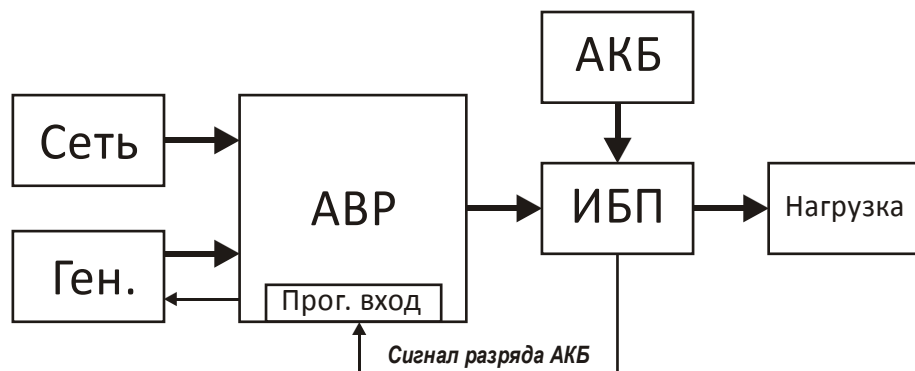 АКБ
Сеть
АВР
ИБП
Нагрузка
Ген.
Прог. вход
Сигнал разряда АКБ